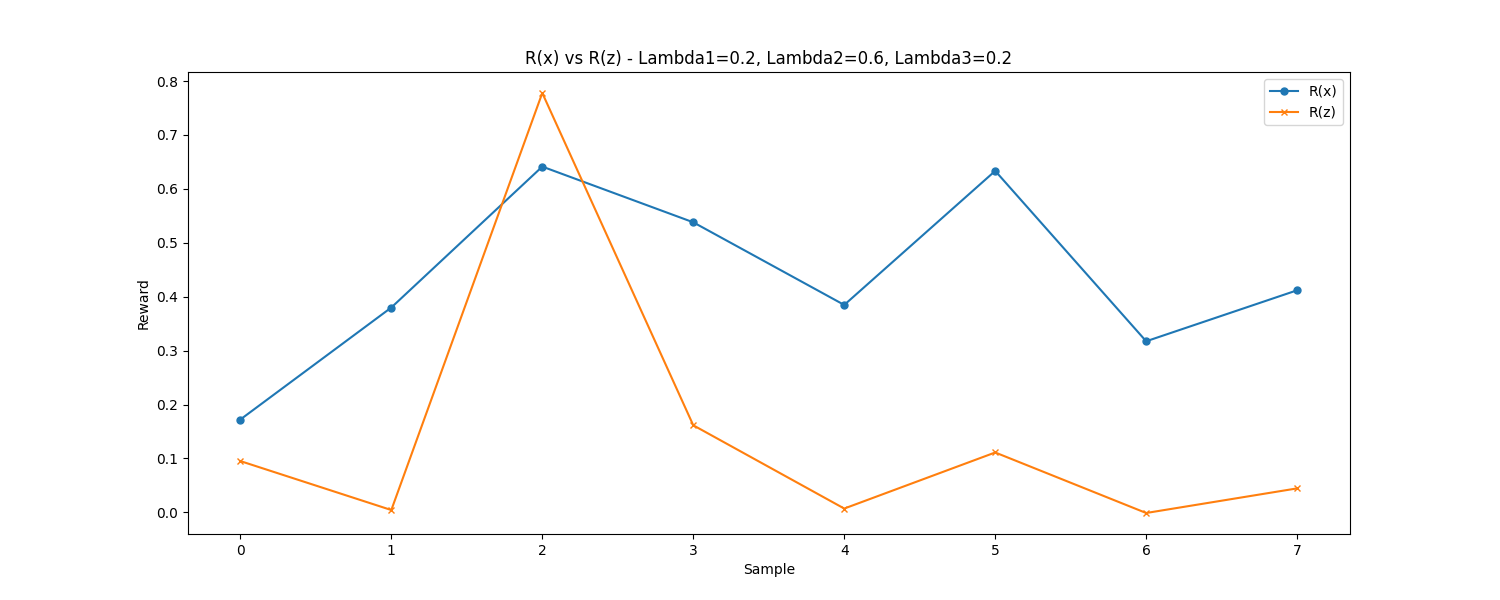 R(x) vs R(z) - Lambda1=0.2, Lambda2=0.6, Lambda3=0.2
R(x)
R(z)
0.8
0.7
0.6
0.5
0.4
0.3
0.2
0.1
0.0
Reward
0 1 2 3 4 5 6 7
Sample